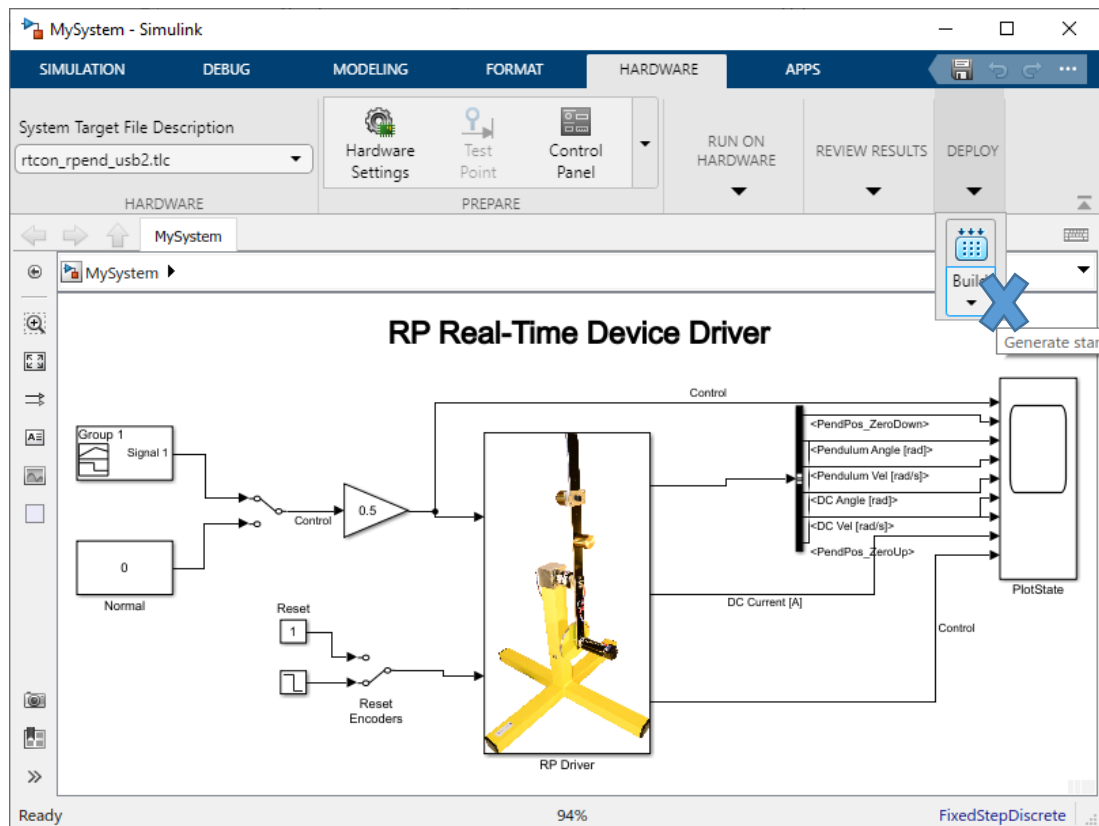 MySystem - Simulink
SIMULATION DEBUG MODELING FORMAT HARDWARE APPS
System Target File Description
rtcon_rpend_usb2.tlc
HARDWARE
Hardware
Settings
Test
Point
Control
Panel
PREPARE
RUN ON
HARDWARE
REVIEW RESULTS
DEPLOY
MySystem
MySystem
Build
Generate star
RP Real-Time Device Driver
Group 1
Signal 1
Control
0.5
0
Normal
Reset
1
Reset
Encoders
RP Driver
Control
<PendPos_ZeroDown>
<Pendulum Angle [rad]>
<Pendulum Vel [rad/s]>
<DC Angle [rad]>
<DC Vel [rad/s]>
<PendPos_ZeroUp>
DC Current [A]
Control
PlotState
Ready
94%
FixedStepDiscrete